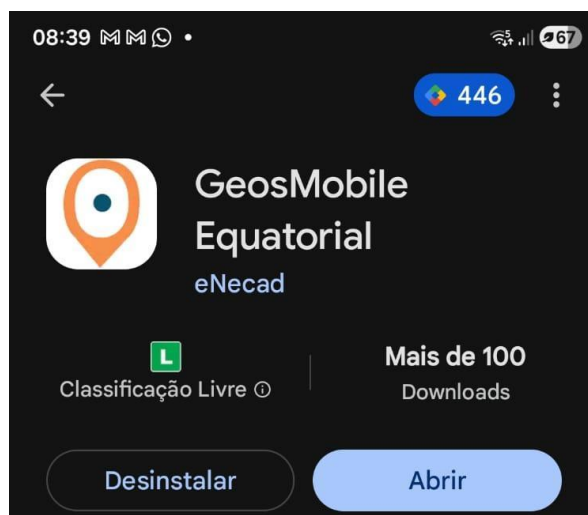 08:39
67
446
GeosMobile
Equatorial
eNecad
L
Mais de 100
Classificação Livre
Downloads
Desinstalar
Abrir